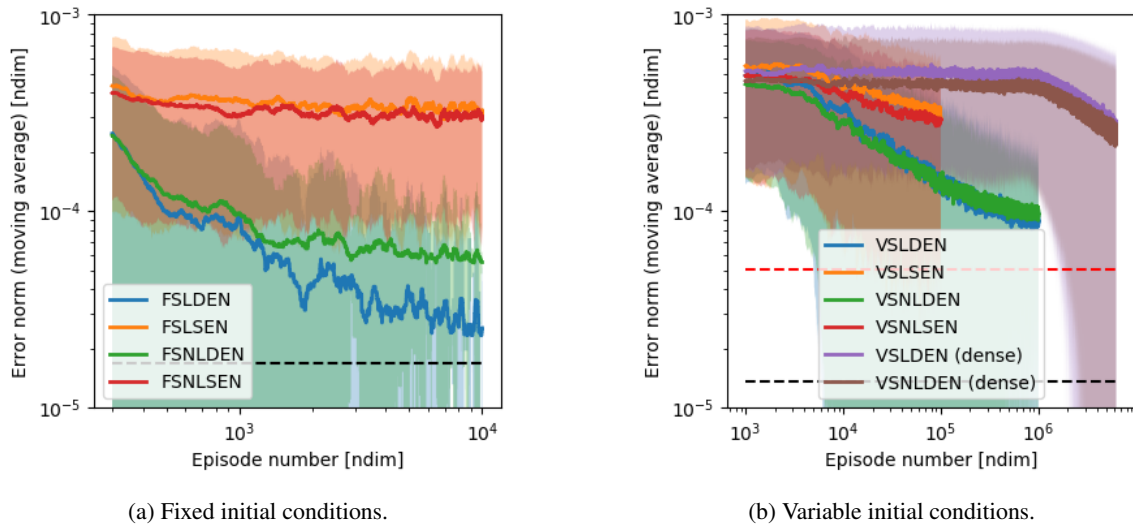 Error norm (moving average) [ndim]
10⁻³
10⁻⁴
10⁻⁵
FSLDEN
FSLSEN
FSNLDEN
FSNLSEN
10³
10⁴
Episode number [ndim]
(a) Fixed initial conditions.
Error norm (moving average) [ndim]
10⁻³
10⁻⁴
10⁻⁵
VSLDEN
VSLSEN
VSNLDEN
VSNLSEN
VSLDEN (dense)
VSNLDEN (dense)
10³
10⁴
10⁵
10⁶
Episode number [ndim]
(b) Variable initial conditions.